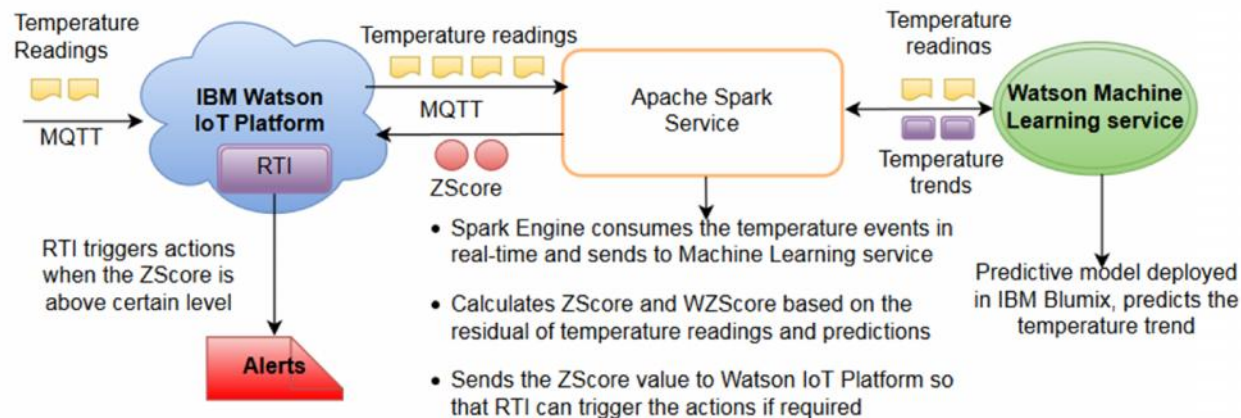 Temperature
Readings
MQTT
IBM Watson
IoT Platform
RTI
Temperature readings
MQTT
ZScore
Apache Spark
Service
Temperature
readings
Temperature
trends
Watson Machine
Learning service
RTI triggers actions
when the ZScore is
above certain level
Alerts
• Spark Engine consumes the temperature events in
real-time and sends to Machine Learning service
• Calculates ZScore and WZScore based on the
residual of temperature readings and predictions
• Sends the ZScore value to Watson IoT Platform so
that RTI can trigger the actions if required
Predictive model deployed
in IBM Blumix, predicts the
temperature trend